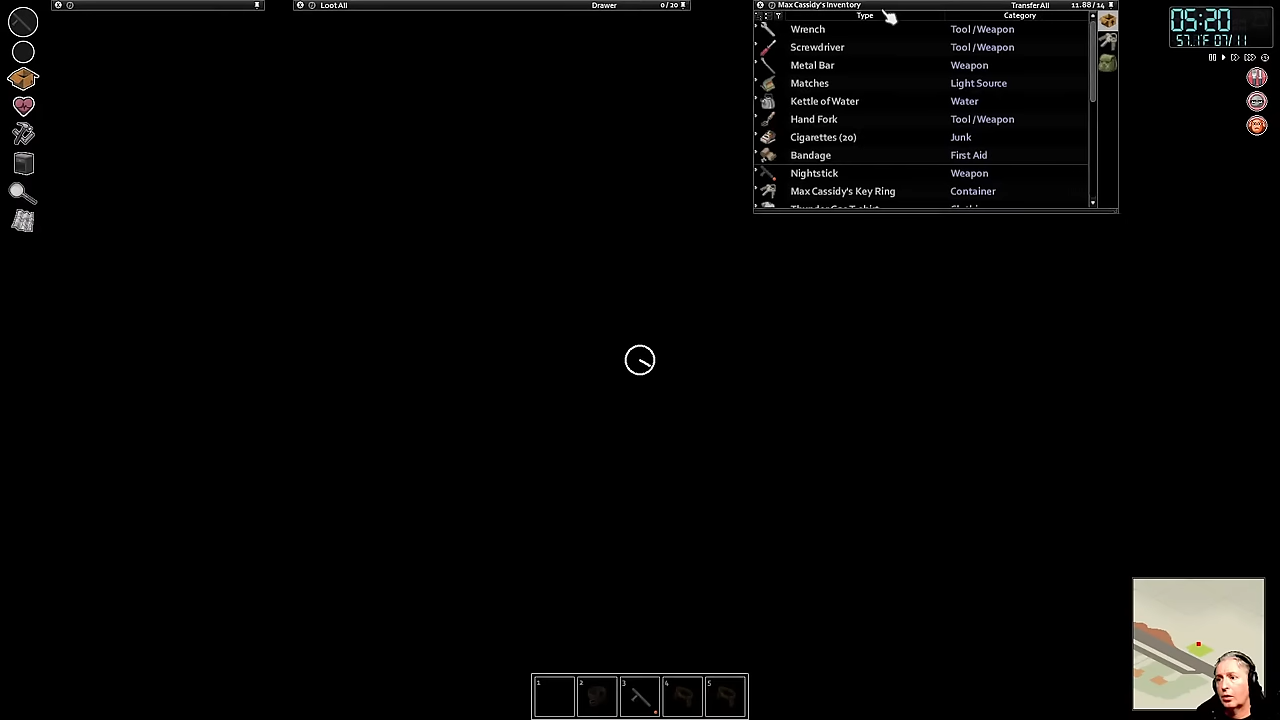 Loot All Drawer 0 / 20
Max Cassidy's Inventory Transfer All 11.88 / 14
Type Category
Wrench Tool / Weapon
Screwdriver Tool / Weapon
Metal Bar Weapon
Matches Light Source
Kettle of Water Water
Hand Fork Tool / Weapon
Cigarettes (20) Junk
Bandage First Aid
Nightstick Weapon
Max Cassidy's Key Ring Container
05:20
57.1F 07/11
1 2 3 4 5